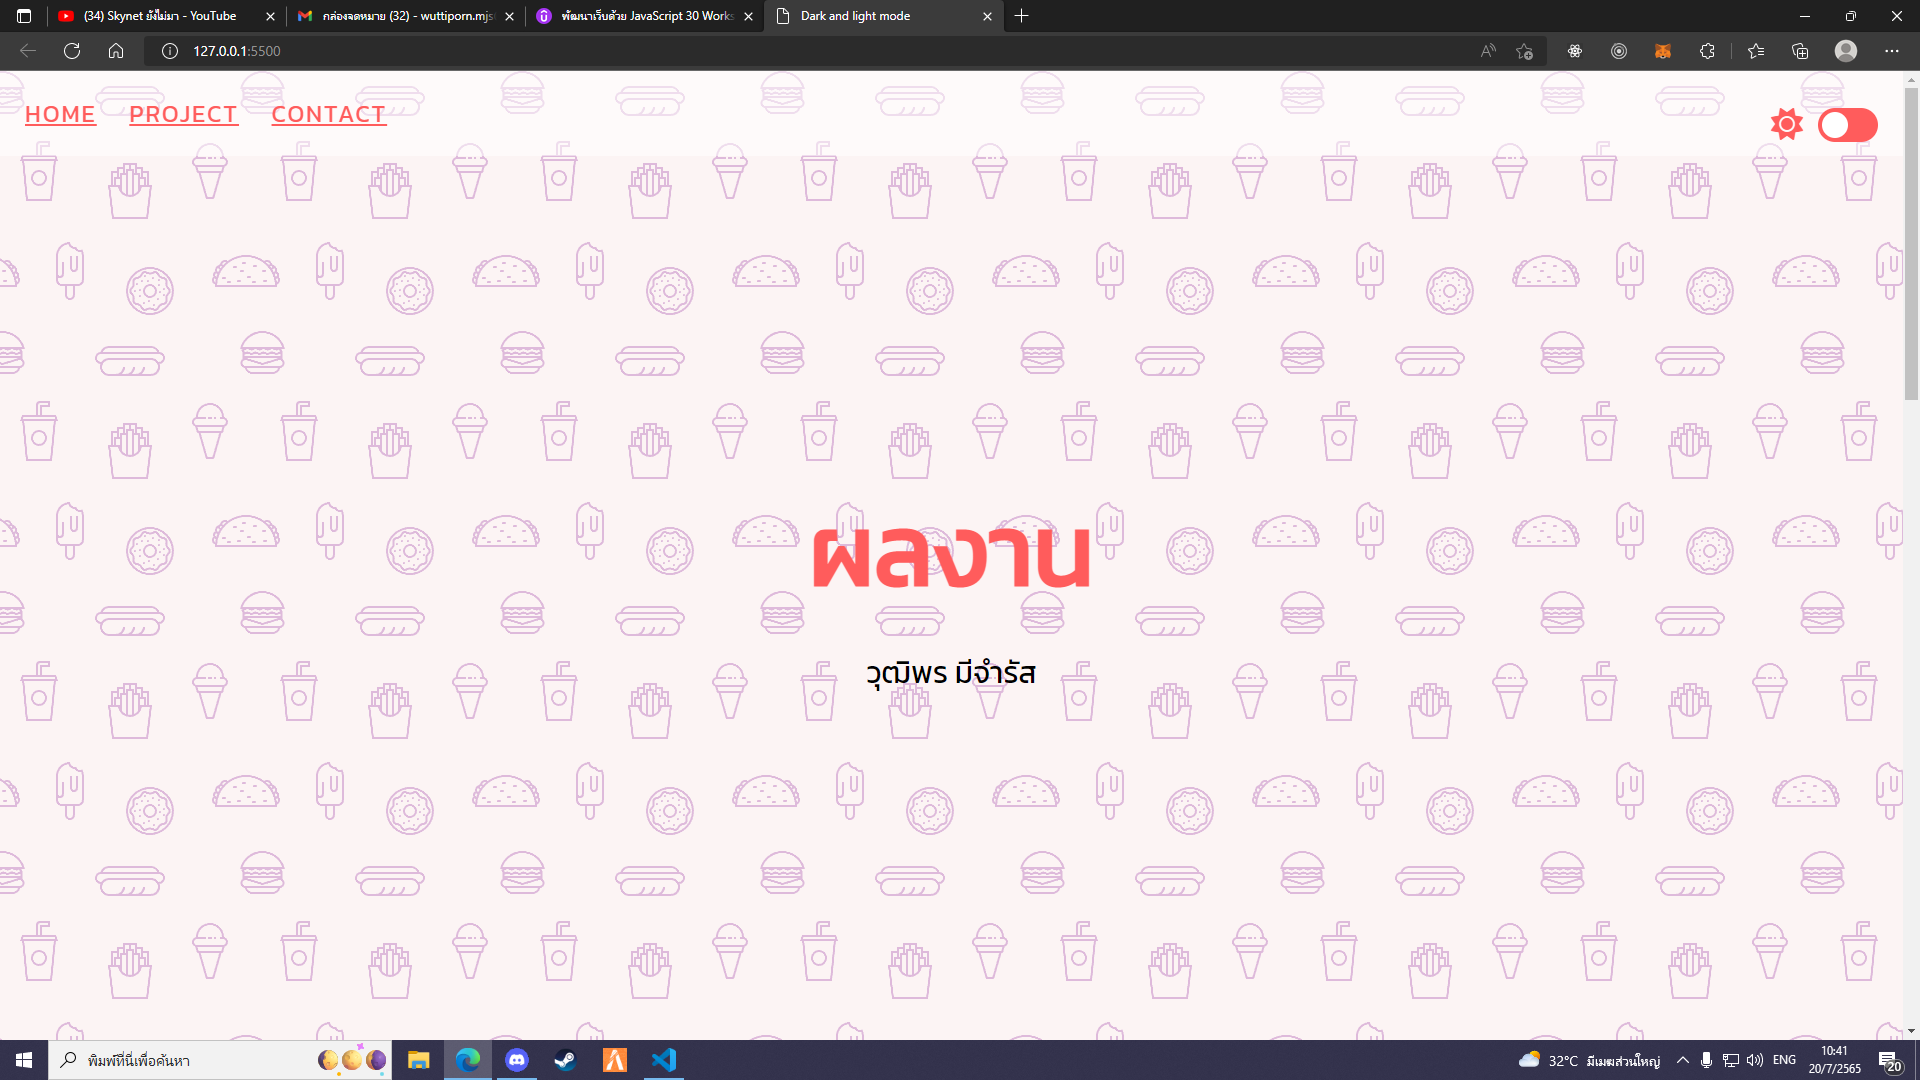 (34) Skynet ยังไม่มา - YouTube
กล่องจดหมาย (32) - wuttiporn.mjs
พัฒนาเว็บด้วย JavaScript 30 Works
Dark and light mode
127.0.0.1:5500
HOME PROJECT CONTACT
ผลงาน
วุฒิพร มีจำรัส
พิมพ์ที่นี่เพื่อค้นหา
32°C มีเมฆส่วนใหญ่
ENG
10:41
20/7/2565
20